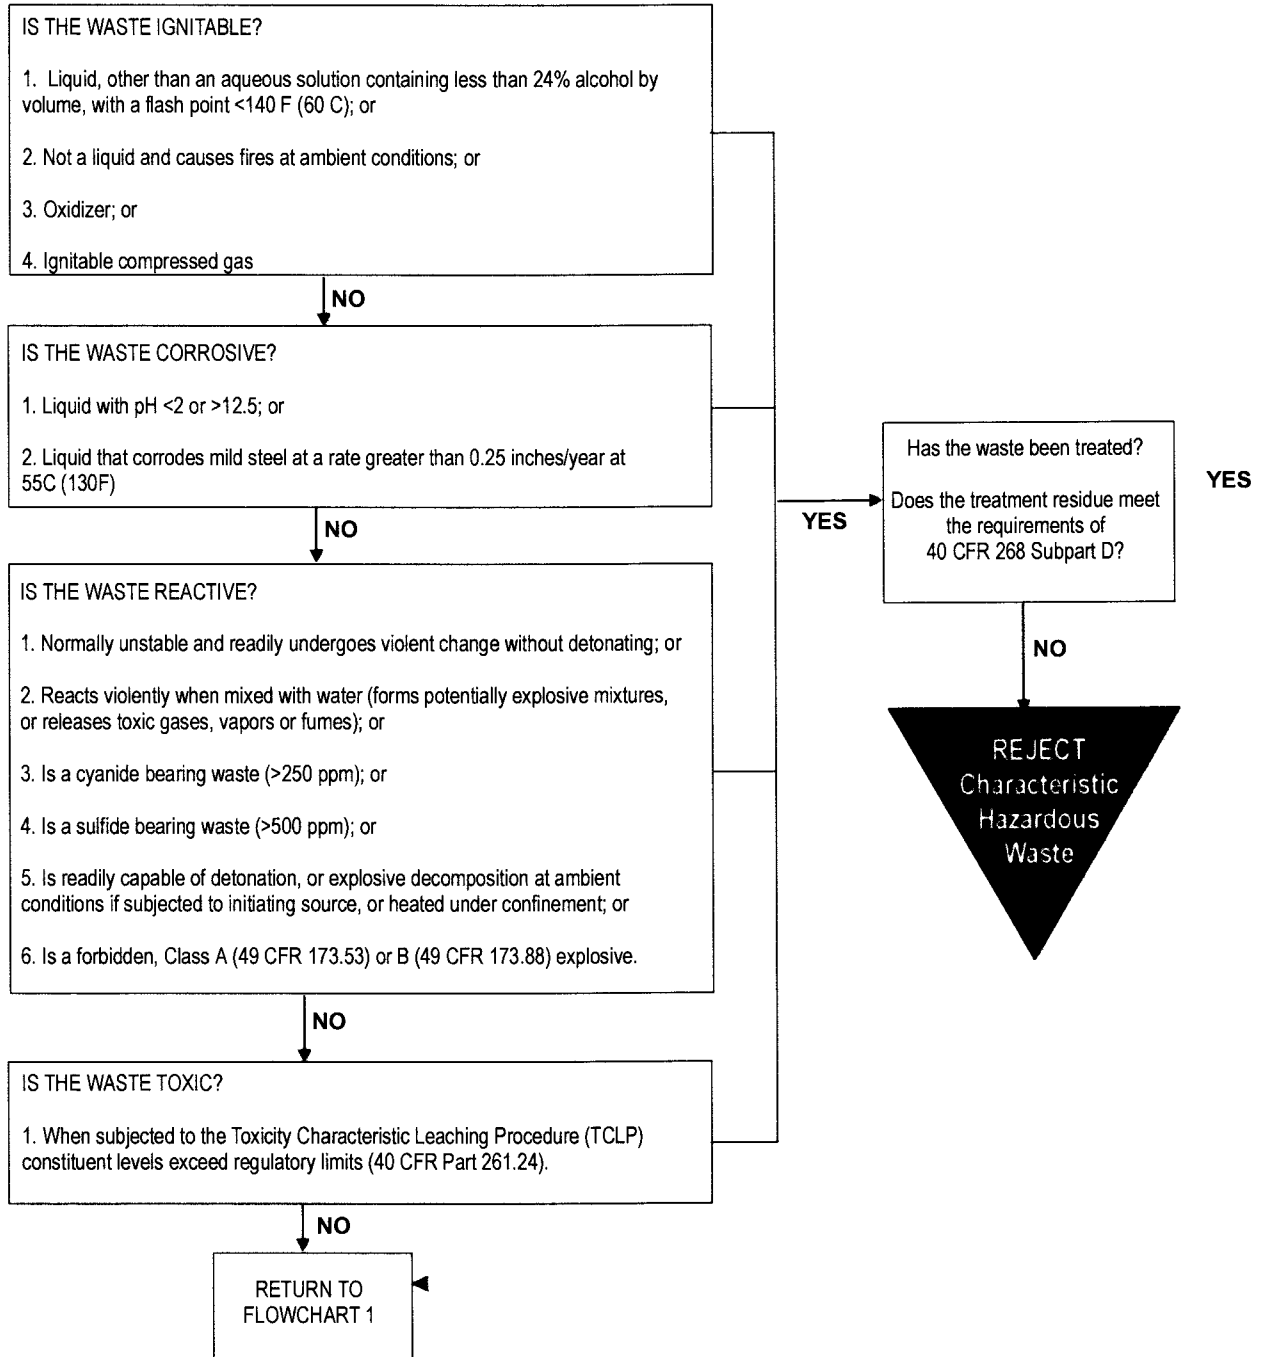 IS THE WASTE IGNITABLE?
1. Liquid, other than an aqueous solution containing less than 24% alcohol by
volume, with a flash point <140 F (60 C); or
2. Not a liquid and causes fires at ambient conditions; or
3. Oxidizer; or
4. Ignitable compressed gas
NO
IS THE WASTE CORROSIVE?
1. Liquid with pH <2 or >12.5; or
2. Liquid that corrodes mild steel at a rate greater than 0.25 inches/year at
55C (130F)
NO
IS THE WASTE REACTIVE?
1. Normally unstable and readily undergoes violent change without detonating; or
2. Reacts violently when mixed with water (forms potentially explosive mixtures,
or releases toxic gases, vapors or fumes); or
3. Is a cyanide bearing waste (>250 ppm); or
4. Is a sulfide bearing waste (>500 ppm); or
5. Is readily capable of detonation, or explosive decomposition at ambient
conditions if subjected to initiating source, or heated under confinement; or
6. Is a forbidden, Class A (49 CFR 173.53) or B (49 CFR 173.88) explosive.
NO
IS THE WASTE TOXIC?
1. When subjected to the Toxicity Characteristic Leaching Procedure (TCLP)
constituent levels exceed regulatory limits (40 CFR Part 261.24).
NO
RETURN TO
FLOWCHART 1
YES
Has the waste been treated?
Does the treatment residue meet
the requirements of
40 CFR 268 Subpart D?
YES
NO
REJECT
Characteristic
Hazardous
Waste